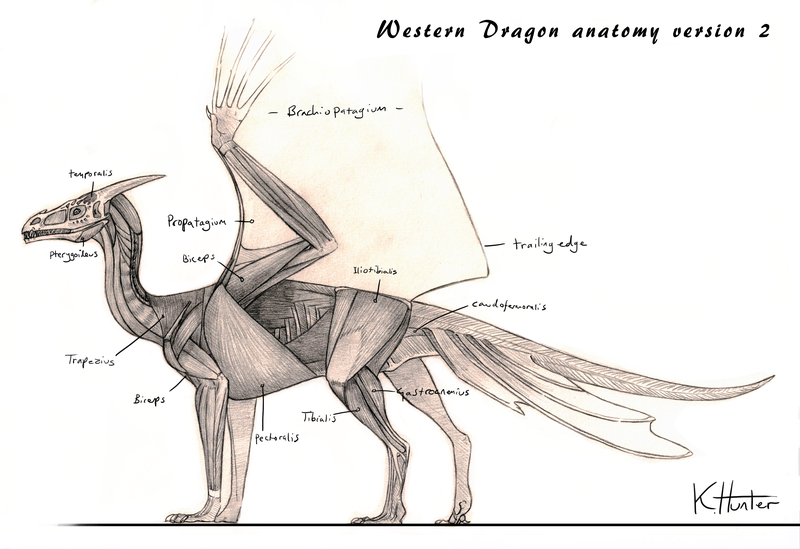 Western Dragon anatomy version 2
Brachiopatagium
temporalis
Propatagium
trailing edge
Pterygoideus
Biceps
Iliotibialis
caudofemoralis
Trapezius
Biceps
Gastrocnemius
Tibialis
Pectoralis
K. Hunter